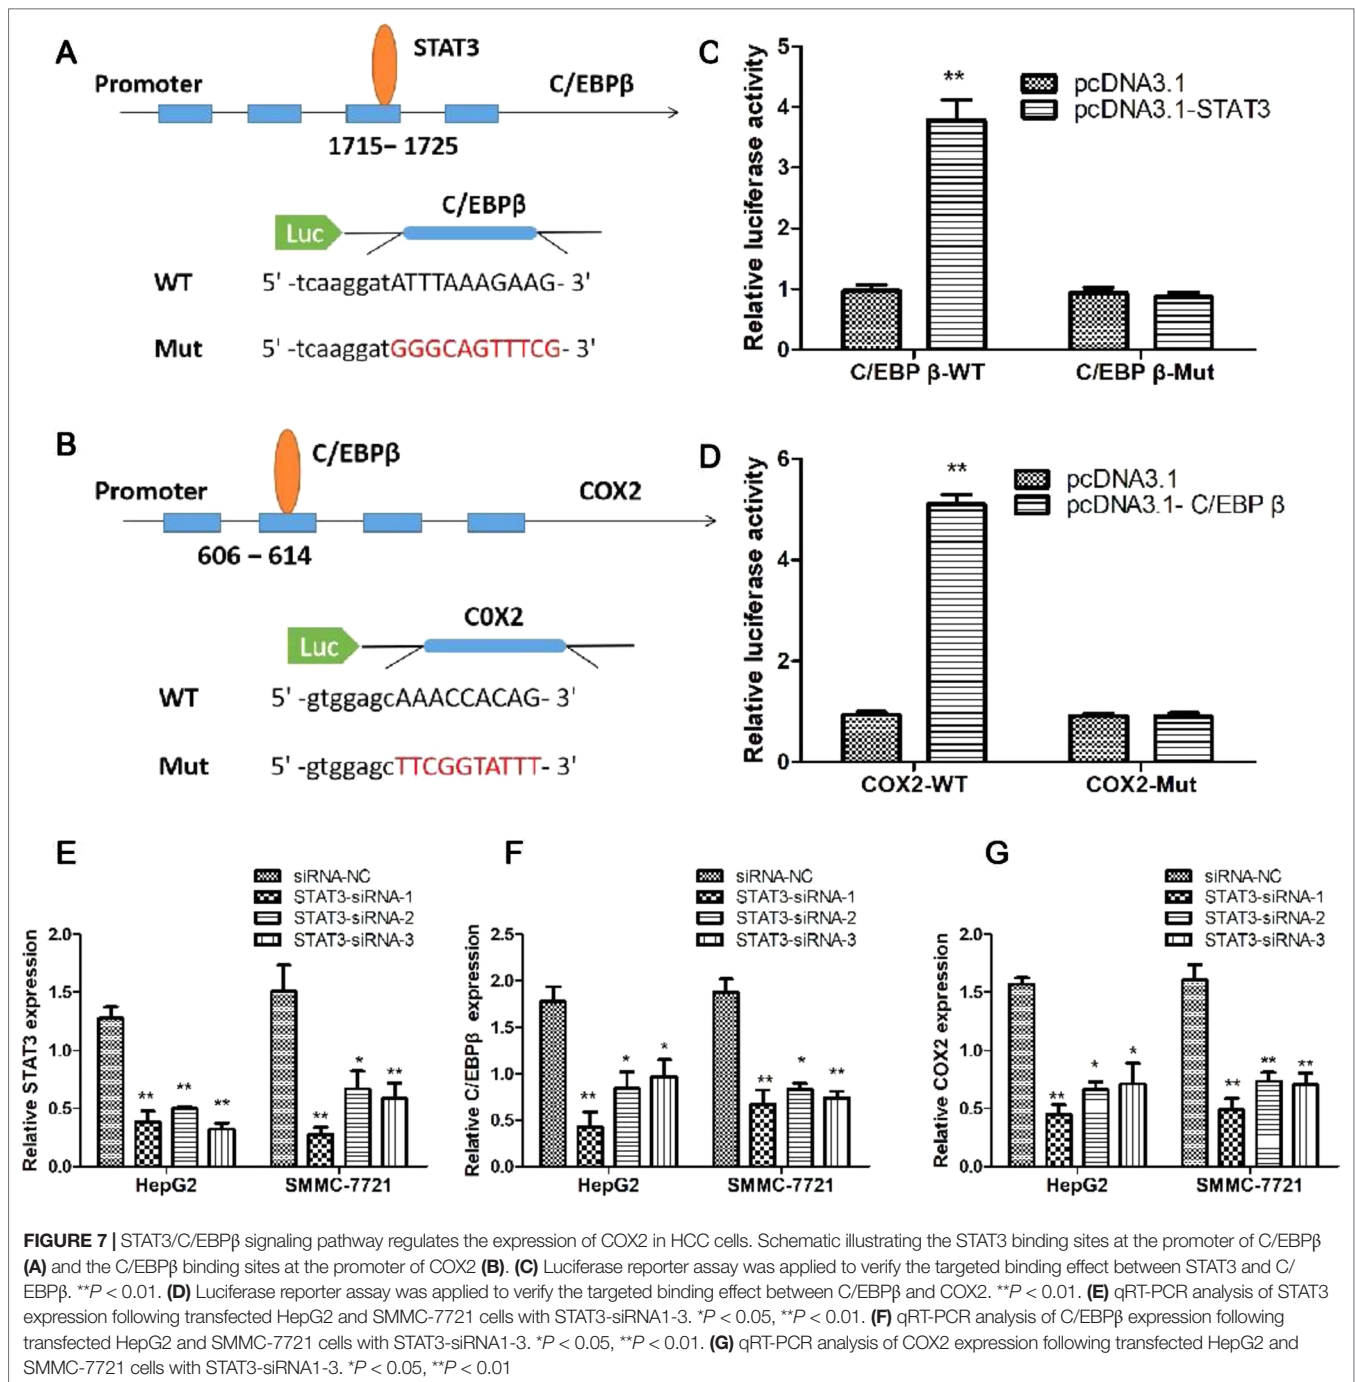 A
STAT3
Promoter
C/EBPβ
1715– 1725
C/EBPβ
Luc
WT 5' -tcaaggatATTTAAAGAAG- 3'
Mut 5' -tcaaggatGGGCAGTTTCG- 3'
B
C/EBPβ
Promoter
COX2
606 – 614
C0X2
Luc
WT 5' -gtggagcAAACCACAG- 3'
Mut 5' -gtggagcTTCGGTATTT- 3'
C
Relative luciferase activity
5
4
3
2
1
0
**
pcDNA3.1
pcDNA3.1-STAT3
C/EBP β-WT C/EBP β-Mut
D
Relative luciferase activity
6
4
2
0
**
pcDNA3.1
pcDNA3.1- C/EBP β
COX2-WT COX2-Mut
E
siRNA-NC
STAT3-siRNA-1
STAT3-siRNA-2
STAT3-siRNA-3
Relative STAT3 expression
2.0
1.5
1.0
0.5
0.0
** ** ** ** * **
HepG2 SMMC-7721
F
siRNA-NC
STAT3-siRNA-1
STAT3-siRNA-2
STAT3-siRNA-3
Relative C/EBPβ expression
2.5
2.0
1.5
1.0
0.5
0.0
** * * ** * **
HepG2 SMMC-7721
G
siRNA-NC
STAT3-siRNA-1
STAT3-siRNA-2
STAT3-siRNA-3
Relative COX2 expression
2.0
1.5
1.0
0.5
0.0
** * * ** ** **
HepG2 SMMC-7721
FIGURE 7 | STAT3/C/EBPβ signaling pathway regulates the expression of COX2 in HCC cells. Schematic illustrating the STAT3 binding sites at the promoter of C/EBPβ
(A) and the C/EBPβ binding sites at the promoter of COX2 (B). (C) Luciferase reporter assay was applied to verify the targeted binding effect between STAT3 and C/
EBPβ. **P < 0.01. (D) Luciferase reporter assay was applied to verify the targeted binding effect between C/EBPβ and COX2. **P < 0.01. (E) qRT-PCR analysis of STAT3
expression following transfected HepG2 and SMMC-7721 cells with STAT3-siRNA1-3. *P < 0.05, **P < 0.01. (F) qRT-PCR analysis of C/EBPβ expression following
transfected HepG2 and SMMC-7721 cells with STAT3-siRNA1-3. *P < 0.05, **P < 0.01. (G) qRT-PCR analysis of COX2 expression following transfected HepG2 and
SMMC-7721 cells with STAT3-siRNA1-3. *P < 0.05, **P < 0.01